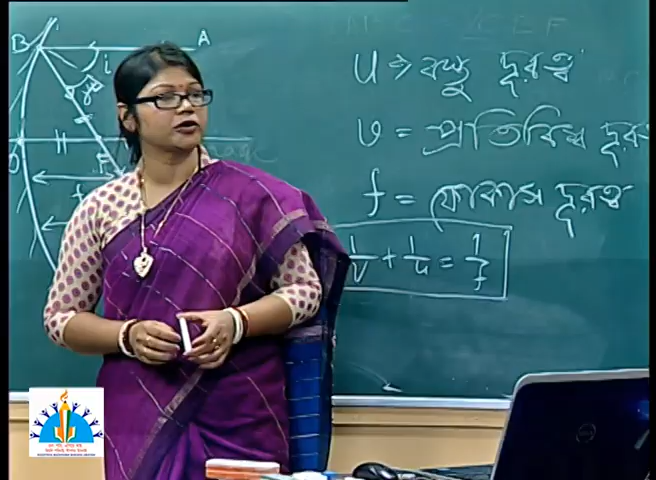 B
A
i
u ⇒ বস্তু দূরত্ব
v = প্রতিবিম্ব দূরত্ব
f = ফোকাস দূরত্ব
1/v + 1/u = 1/f